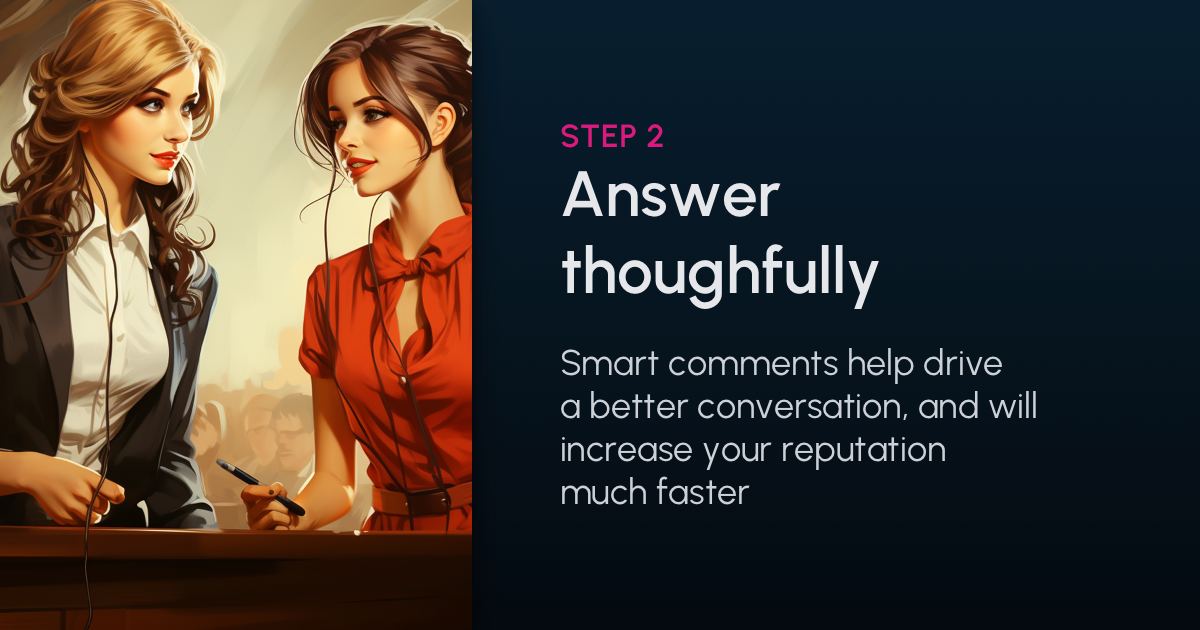 STEP 2
Answer
thoughfully
Smart comments help drive
a better conversation, and will
increase your reputation
much faster